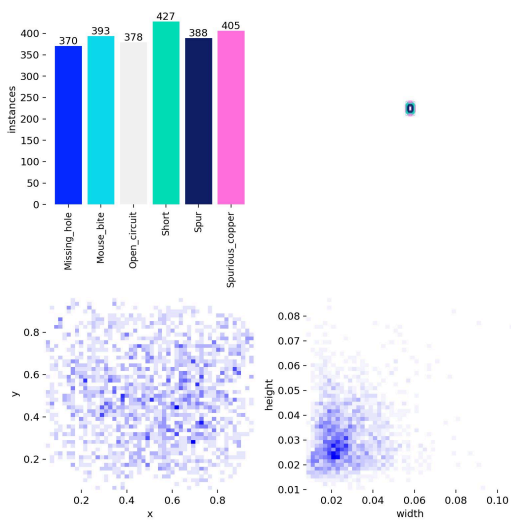 427
405
393
388
378
370
400
350
300
250
200
150
100
50
0
instances
Missing_hole
Mouse_bite
Open_circuit
Short
Spur
Spurious_copper
0.8
0.6
0.4
0.2
y
0.2 0.4 0.6 0.8
x
0.08
0.07
0.06
0.05
0.04
0.03
0.02
0.01
height
0.02 0.04 0.06 0.08 0.10
width